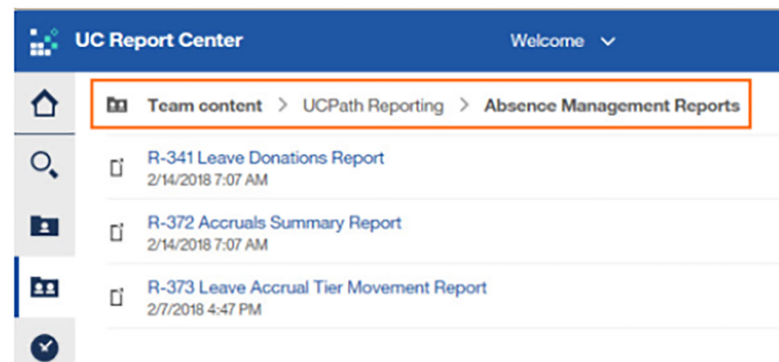 UC Report Center Welcome
Team content > UCPath Reporting > Absence Management Reports
R-341 Leave Donations Report
2/14/2018 7:07 AM
R-372 Accruals Summary Report
2/14/2018 7:07 AM
R-373 Leave Accrual Tier Movement Report
2/7/2018 4:47 PM